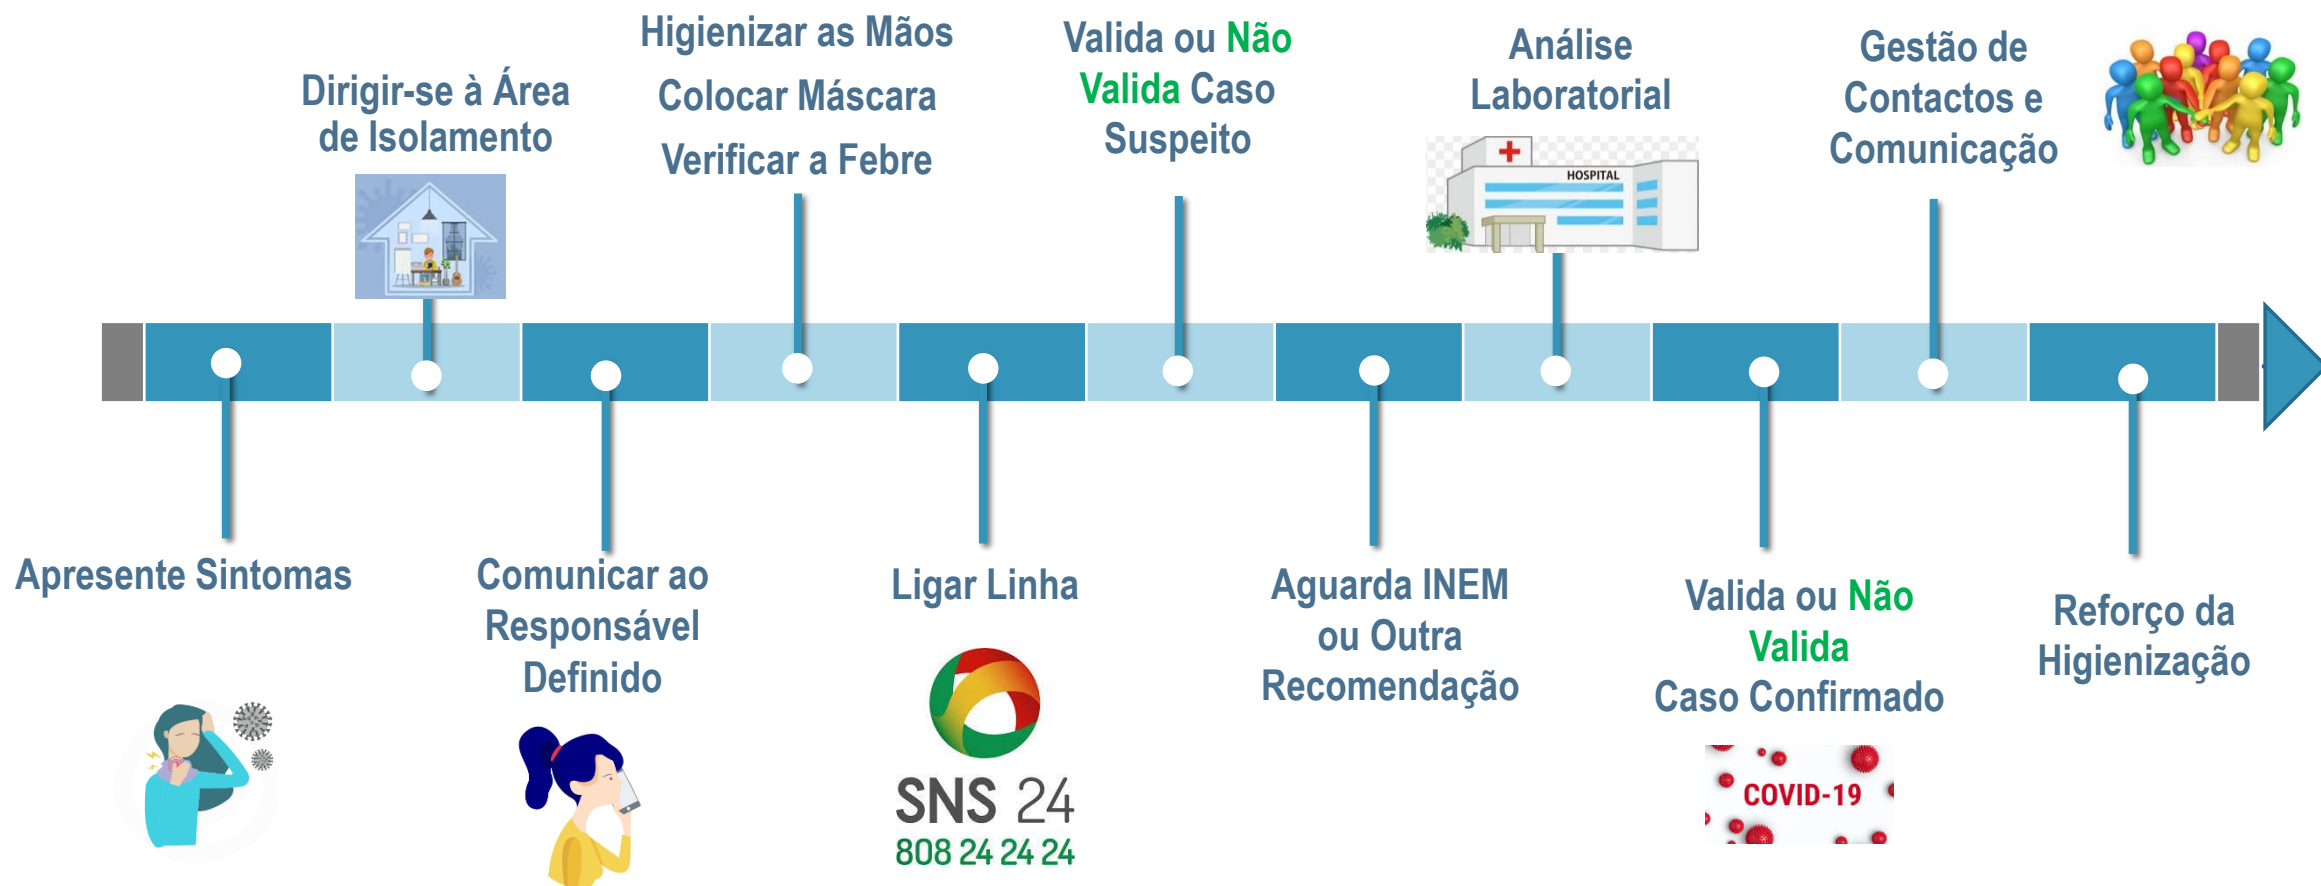 Apresente Sintomas
Dirigir-se à Área
de Isolamento
Comunicar ao
Responsável
Definido
Higienizar as Mãos
Colocar Máscara
Verificar a Febre
Ligar Linha
SNS 24
808 24 24 24
Valida ou Não
Valida Caso
Suspeito
Aguarda INEM
ou Outra
Recomendação
Análise
Laboratorial
HOSPITAL
Valida ou Não
Valida
Caso Confirmado
COVID-19
Gestão de
Contactos e
Comunicação
Reforço da
Higienização